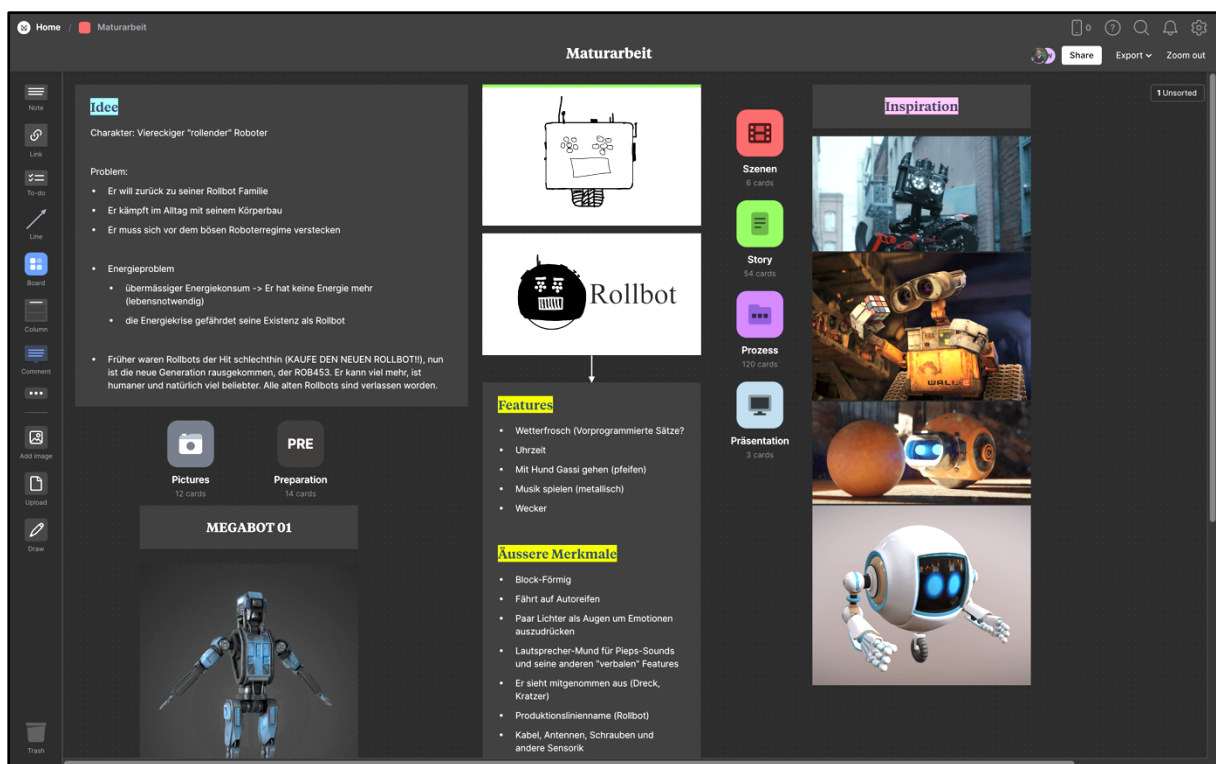 Home / Maturarbeit
0
Maturarbeit
Share
Export
Zoom out
1 Unsorted
Note
Link
To-do
Line
Board
Column
Comment
Add image
Upload
Draw
Trash
Idee
Charakter: Viereckiger "rollender" Roboter
Problem:
• Er will zurück zu seiner Rollbot Familie
• Er kämpft im Alltag mit seinem Körperbau
• Er muss sich vor dem bösen Roboterregime verstecken
• Energieproblem
• übermässiger Energiekonsum -> Er hat keine Energie mehr
(lebensnotwendig)
• die Energiekrise gefährdet seine Existenz als Rollbot
• Früher waren Rollbots der Hit schlechthin (KAUFE DEN NEUEN ROLLBOT!!), nun
ist die neue Generation rausgekommen, der ROB453. Er kann viel mehr, ist
humaner und natürlich viel beliebter. Alle alten Rollbots sind verlassen worden.
Pictures
12 cards
PRE
Preparation
14 cards
MEGABOT 01
Rollbot
Features
• Wetterfrosch (Vorprogrammierte Sätze?
• Uhrzeit
• Mit Hund Gassi gehen (pfeifen)
• Musik spielen (metallisch)
• Wecker
Äussere Merkmale
• Block-Förmig
• Fährt auf Autoreifen
• Paar Lichter als Augen um Emotionen
auszudrücken
• Lautsprecher-Mund für Pieps-Sounds
und seine anderen "verbalen" Features
• Er sieht mitgenommen aus (Dreck,
Kratzer)
• Produktionslinienname (Rollbot)
• Kabel, Antennen, Schrauben und
andere Sensorik
Szenen
6 cards
Story
54 cards
Prozess
120 cards
Präsentation
3 cards
Inspiration
WALL